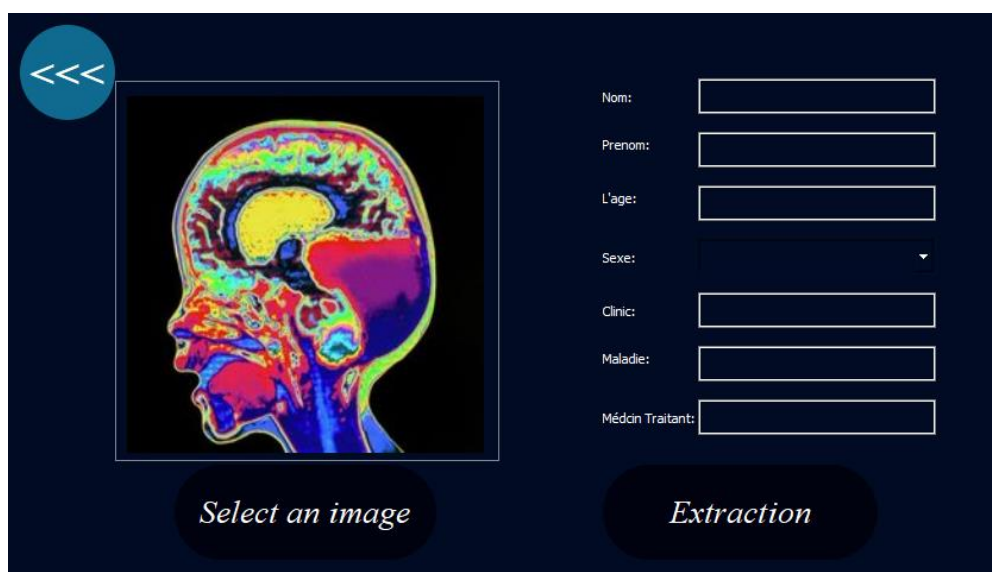 <<<
Nom:
Prenom:
L'age:
Sexe:
Clinic:
Maladie:
Médcin Traitant:
Select an image
Extraction